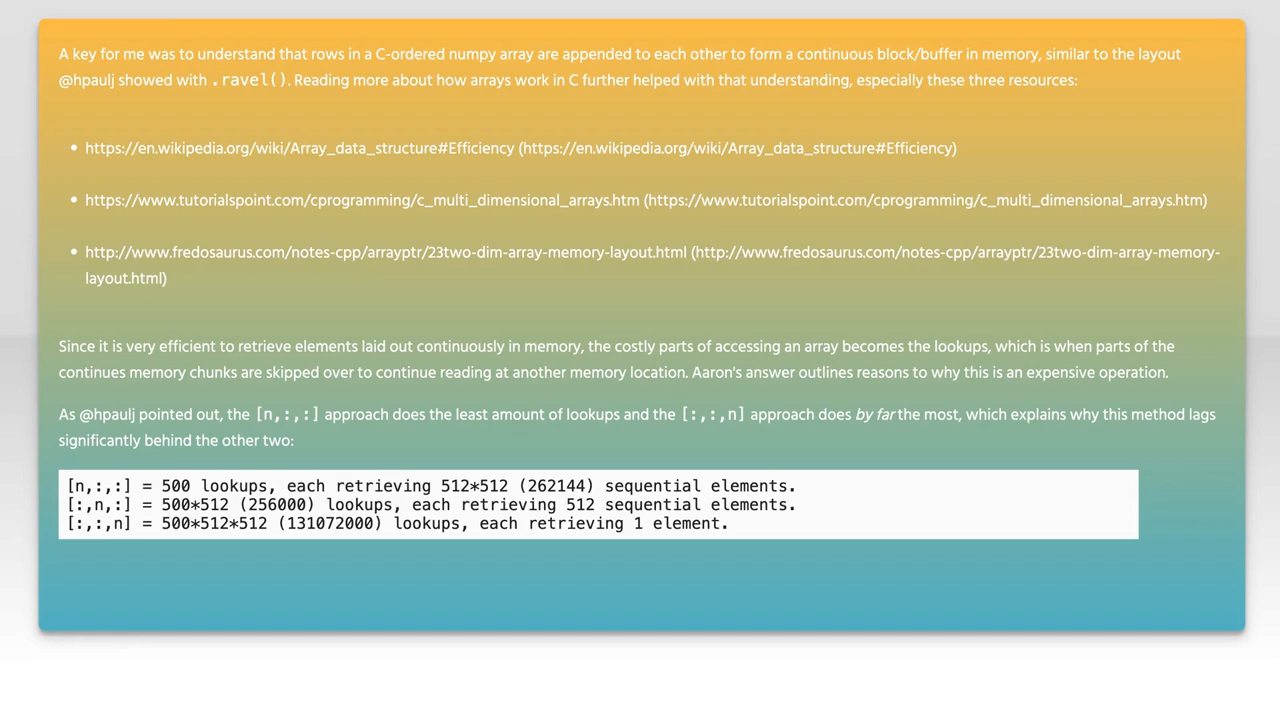 A key for me was to understand that rows in a C-ordered numpy array are appended to each other to form a continuous block/buffer in memory, similar to the layout
@hpaulj showed with .ravel(). Reading more about how arrays work in C further helped with that understanding, especially these three resources:
• https://en.wikipedia.org/wiki/Array_data_structure#Efficiency (https://en.wikipedia.org/wiki/Array_data_structure#Efficiency)
• https://www.tutorialspoint.com/cprogramming/c_multi_dimensional_arrays.htm (https://www.tutorialspoint.com/cprogramming/c_multi_dimensional_arrays.htm)
• http://www.fredosaurus.com/notes-cpp/arrayptr/23two-dim-array-memory-layout.html (http://www.fredosaurus.com/notes-cpp/arrayptr/23two-dim-array-memory-
layout.html)
Since it is very efficient to retrieve elements laid out continuously in memory, the costly parts of accessing an array becomes the lookups, which is when parts of the
continues memory chunks are skipped over to continue reading at another memory location. Aaron's answer outlines reasons to why this is an expensive operation.
As @hpaulj pointed out, the [n,:,:] approach does the least amount of lookups and the [:,:,n] approach does by far the most, which explains why this method lags
significantly behind the other two:
[n,:,:] = 500 lookups, each retrieving 512*512 (262144) sequential elements.
[:,n,:] = 500*512 (256000) lookups, each retrieving 512 sequential elements.
[:,:,n] = 500*512*512 (131072000) lookups, each retrieving 1 element.